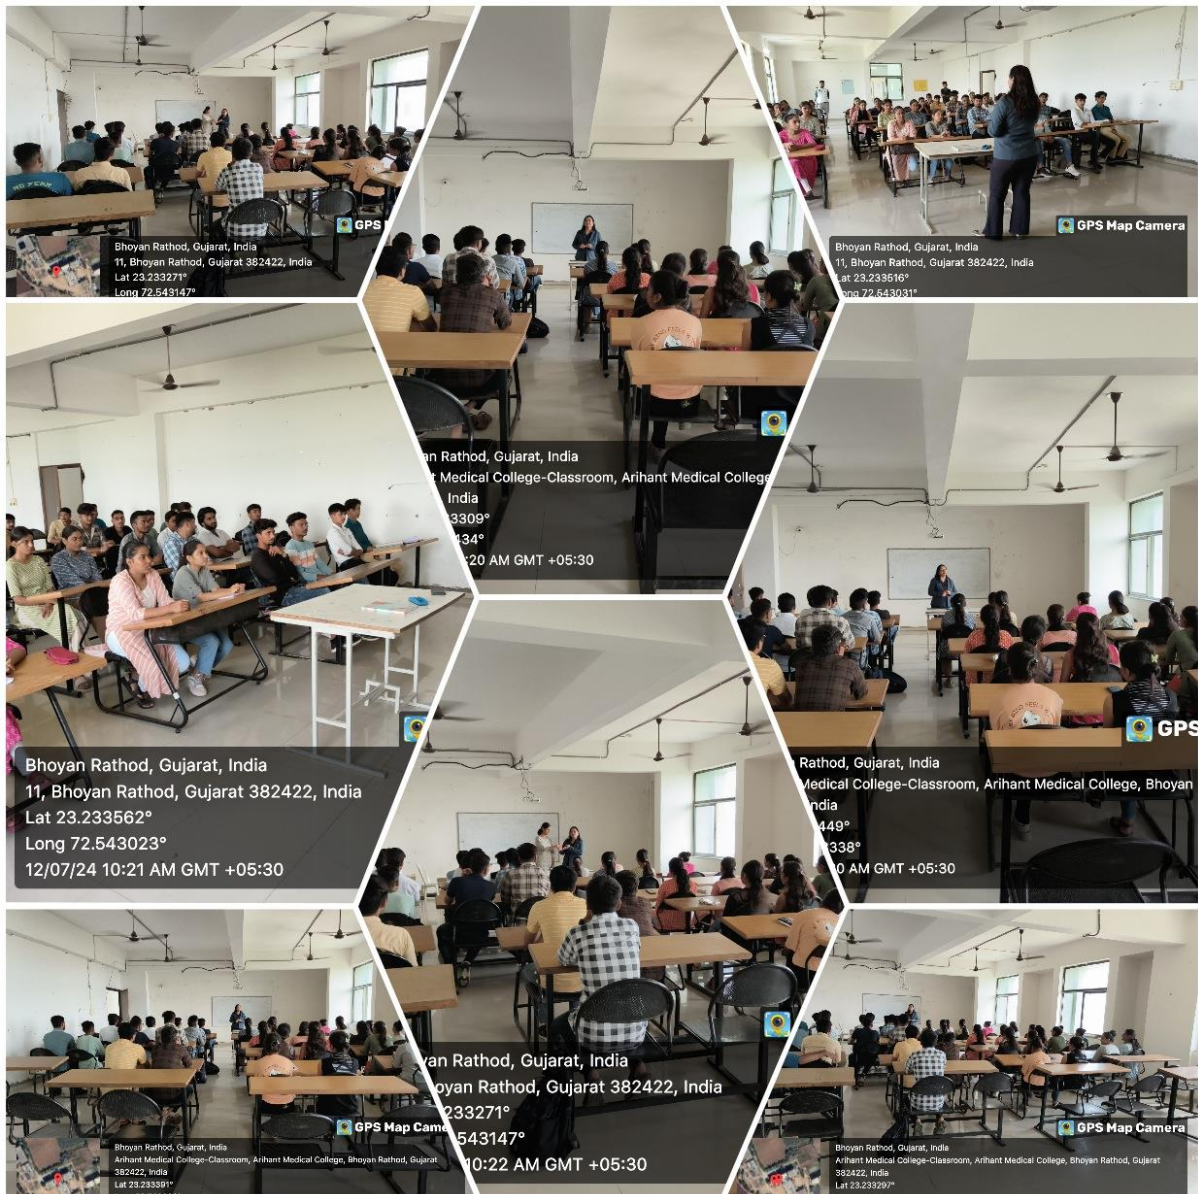 GPS
Bhoyan Rathod, Gujarat, India
11, Bhoyan Rathod, Gujarat 382422, India
Lat 23.233271°
Long 72.543147°
an Rathod, Gujarat, India
t Medical College-Classroom, Arihant Medical College
India
3309°
434°
:20 AM GMT +05:30
GPS Map Camera
Bhoyan Rathod, Gujarat, India
11, Bhoyan Rathod, Gujarat 382422, India
Lat 23.233516°
ong 72.543031°
Bhoyan Rathod, Gujarat, India
11, Bhoyan Rathod, Gujarat 382422, India
Lat 23.233562°
Long 72.543023°
12/07/24 10:21 AM GMT +05:30
GPS
Rathod, Gujarat, India
Medical College-Classroom, Arihant Medical College, Bhoyan
ndia
449°
338°
0 AM GMT +05:30
yan Rathod, Gujarat, India
oyan Rathod, Gujarat 382422, India
233271°
543147°
10:22 AM GMT +05:30
GPS Map Came
Bhoyan Rathod, Gujarat, India
Arihant Medical College-Classroom, Arihant Medical College, Bhoyan Rathod, Gujarat
382422, India
Lat 23.233391°
GPS Map Camera
Bhoyan Rathod, Gujarat, India
Arihant Medical College-Classroom, Arihant Medical College, Bhoyan Rathod, Gujarat
382422, India
Lat 23.233297°